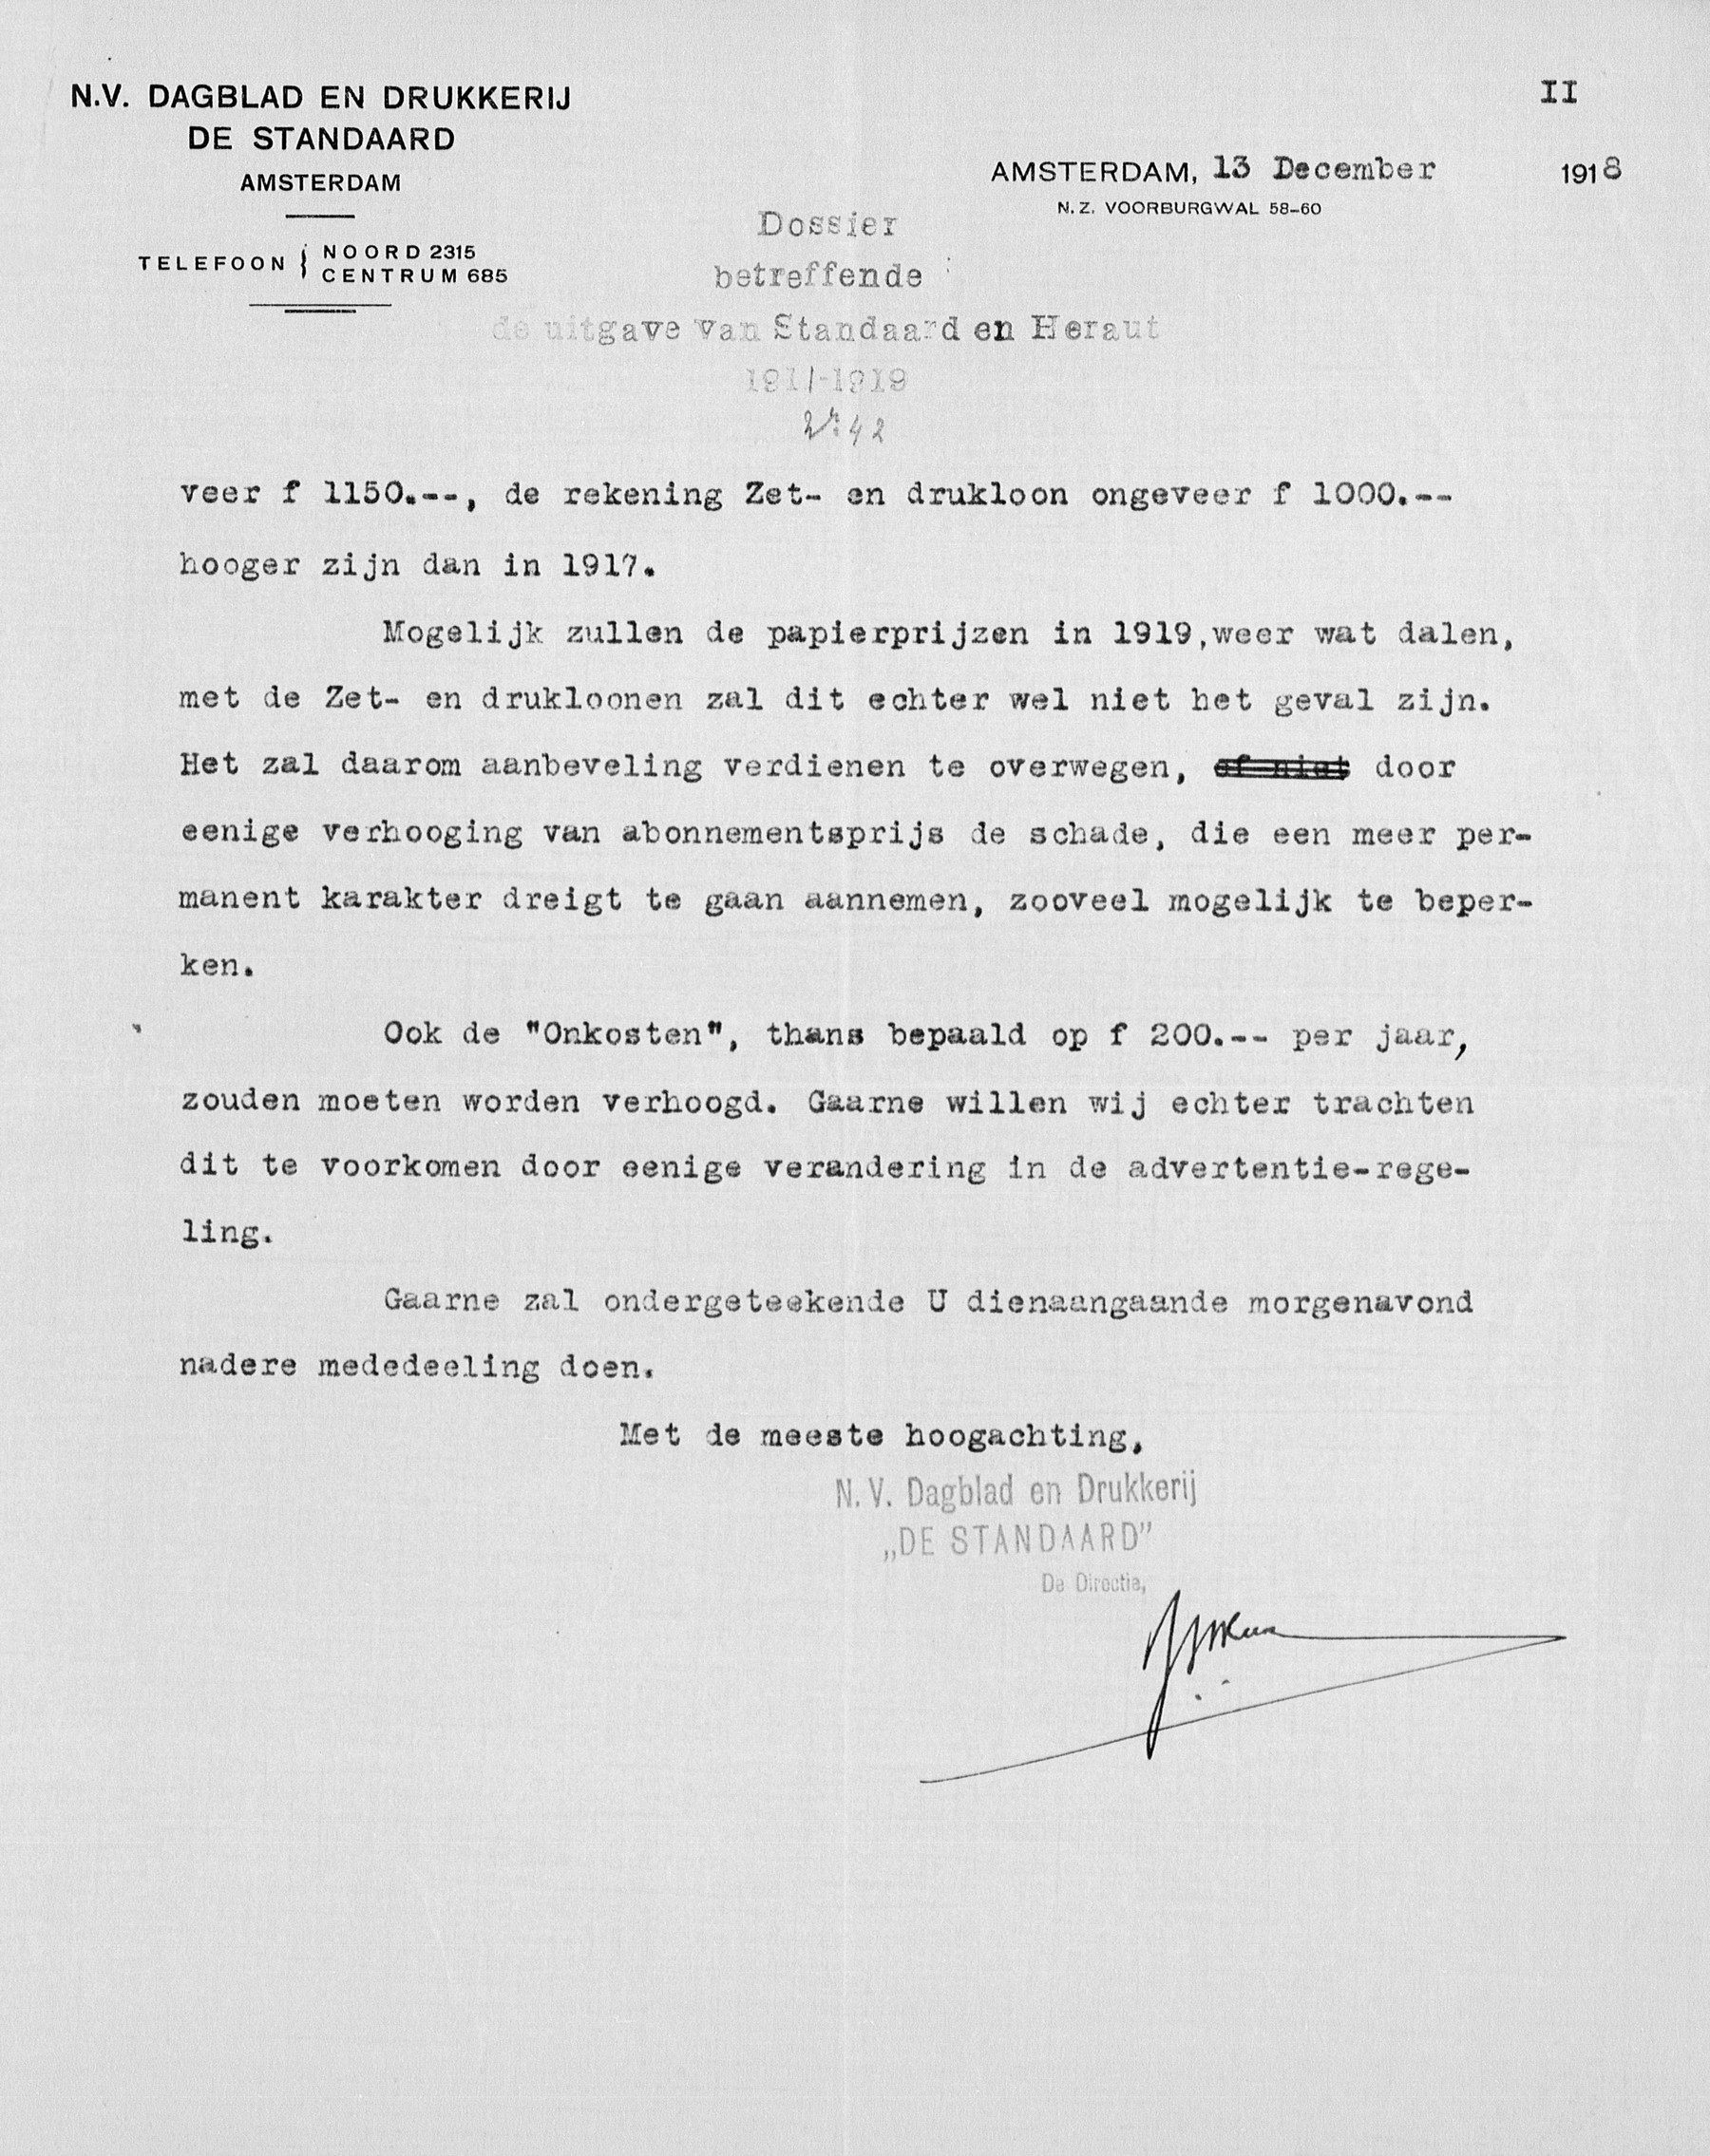 N.V. DAGBLAD EN DRUKKERIJ
DE STANDAARD
AMSTERDAM
TELEFOON { NOORD 2315
CENTRUM 685
II
AMSTERDAM, 13 December 1918
N.Z. VOORBURGWAL 58-60
Dossier
betreffende
de uitgave van Standaard en Heraut
1917-1919
42
veer f 1150.--, de rekening Zet- en drukloon ongeveer f 1000.--
hooger zijn dan in 1917.
Mogelijk zullen de papierprijzen in 1919,weer wat dalen,
met de Zet- en drukloonen zal dit echter wel niet het geval zijn.
Het zal daarom aanbeveling verdienen te overwegen, of niet door
eenige verhooging van abonnementsprijs de schade, die een meer per-
manent karakter dreigt te gaan aannemen, zooveel mogelijk te beper-
ken.
Ook de "Onkosten", thans bepaald op f 200.-- per jaar,
zouden moeten worden verhoogd. Gaarne willen wij echter trachten
dit te voorkomen door eenige verandering in de advertentie-rege-
ling.
Gaarne zal ondergeteekende U dienaangaande morgenavond
nadere mededeeling doen.
Met de meeste hoogachting,
N. V. Dagblad en Drukkerij
„DE STANDAARD”
De Directie,